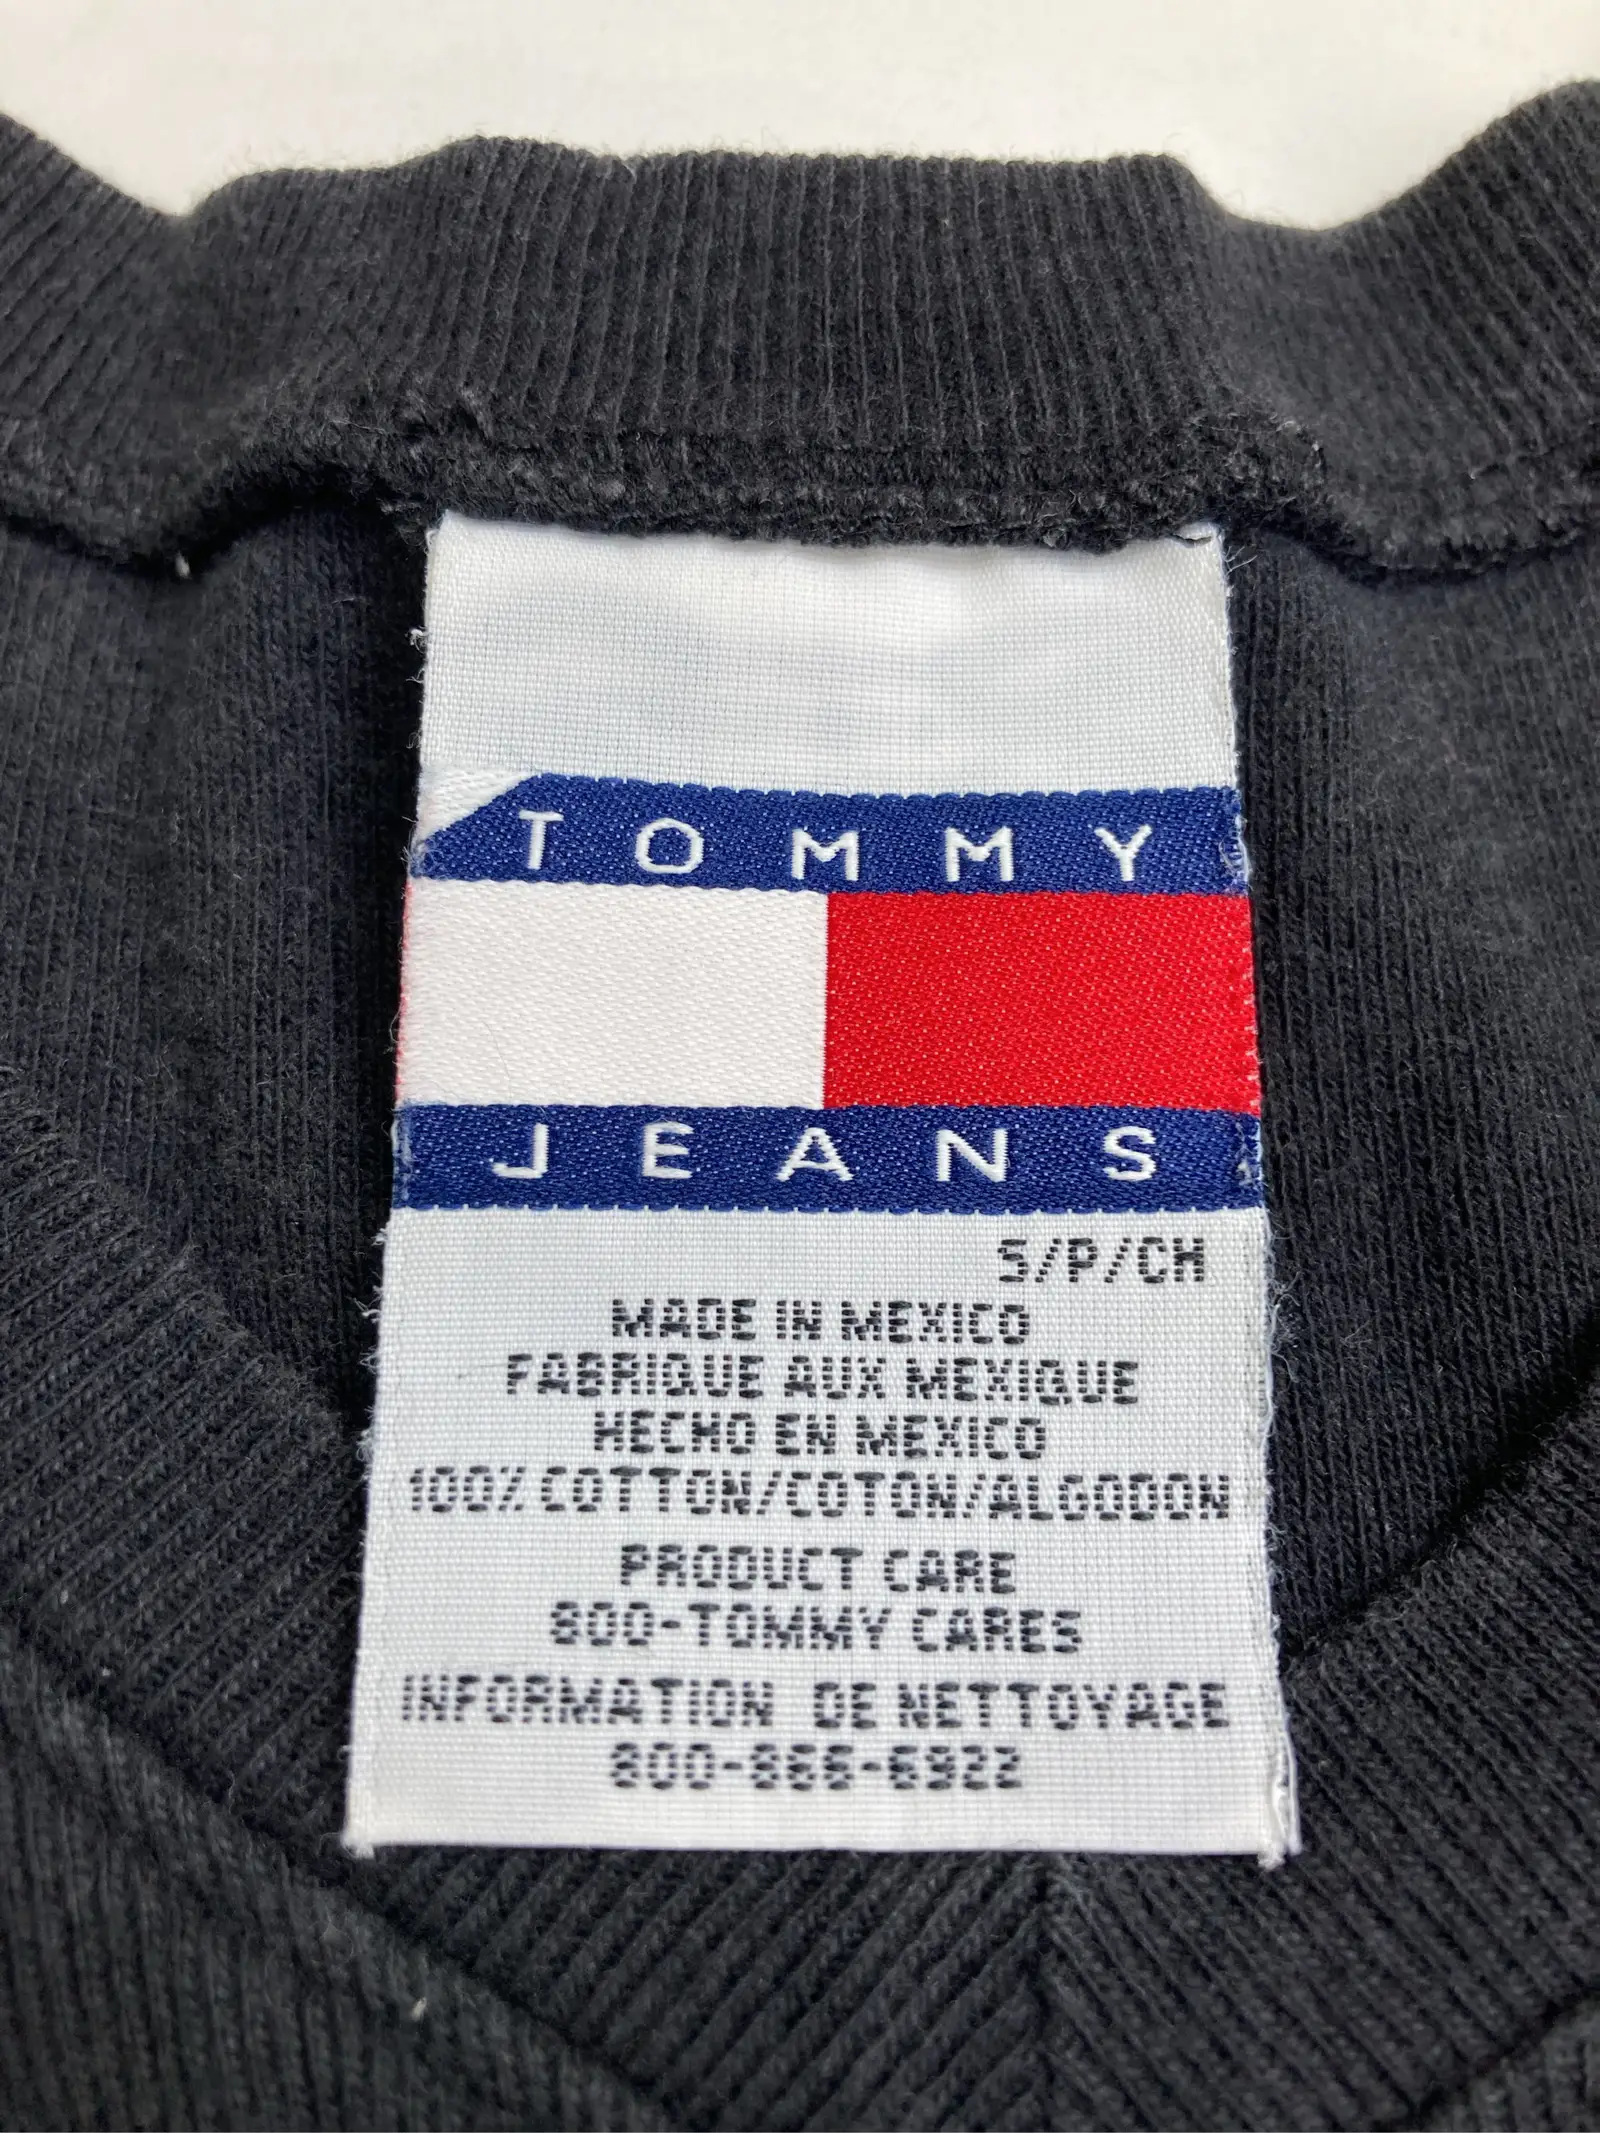 TOMMY
JEANS
S/P/CH
MADE IN MEXICO
FABRIQUE AUX MEXIQUE
HECHO EN MEXICO
100% COTTON/COTON/ALGODON
PRODUCT CARE
800-TOMMY CARES
INFORMATION DE NETTOYAGE
800-866-6922